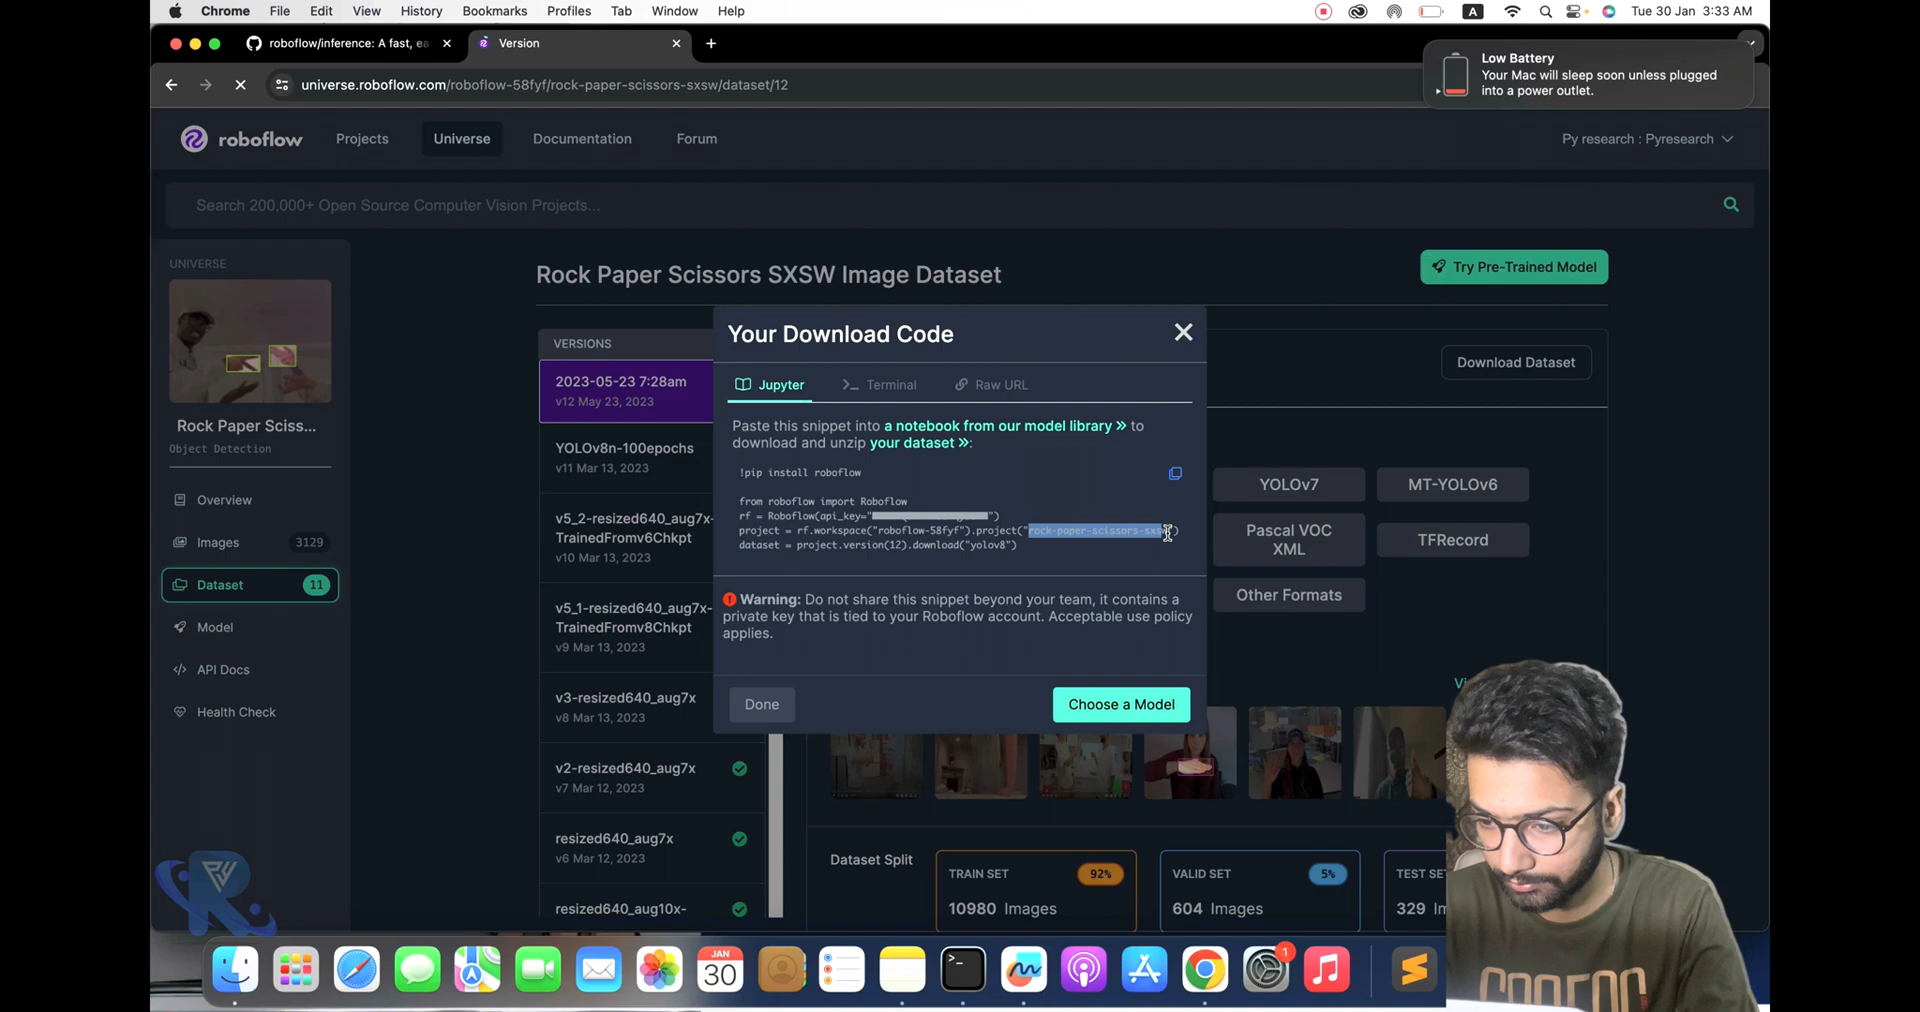 Chrome File Edit View History Bookmarks Profiles Tab Window Help
A
Tue 30 Jan 3:33 AM
roboflow/inference: A fast, ea
Version
Low Battery
Your Mac will sleep soon unless plugged
into a power outlet.
universe.roboflow.com/roboflow-58fyf/rock-paper-scissors-sxsw/dataset/12
roboflow
Projects
Universe
Documentation
Forum
Py research : Pyresearch
Search 200,000+ Open Source Computer Vision Projects...
UNIVERSE
Rock Paper Sciss...
Object Detection
Overview
Images 3129
Dataset 11
Model
API Docs
Health Check
Rock Paper Scissors SXSW Image Dataset
Try Pre-Trained Model
VERSIONS
2023-05-23 7:28am
v12 May 23, 2023
YOLOv8n-100epochs
v11 Mar 13, 2023
v5_2-resized640_aug7x-
TrainedFromv6Chkpt
v10 Mar 13, 2023
v5_1-resized640_aug7x-
TrainedFromv8Chkpt
v9 Mar 13, 2023
v3-resized640_aug7x
v8 Mar 13, 2023
v2-resized640_aug7x
v7 Mar 12, 2023
resized640_aug7x
v6 Mar 12, 2023
resized640_aug10x-
Your Download Code
Jupyter
Terminal
Raw URL
Paste this snippet into a notebook from our model library » to
download and unzip your dataset »:
!pip install roboflow
from roboflow import Roboflow
rf = Roboflow(api_key=" ")
project = rf.workspace("roboflow-58fyf").project("rock-paper-scissors-sxsw")
dataset = project.version(12).download("yolov8")
Warning: Do not share this snippet beyond your team, it contains a
private key that is tied to your Roboflow account. Acceptable use policy
applies.
Done
Choose a Model
Download Dataset
YOLOv7
MT-YOLOv6
Pascal VOC
XML
TFRecord
Other Formats
Dataset Split
TRAIN SET 92%
10980 Images
VALID SET 5%
604 Images
TEST SET
329
JAN
30
1